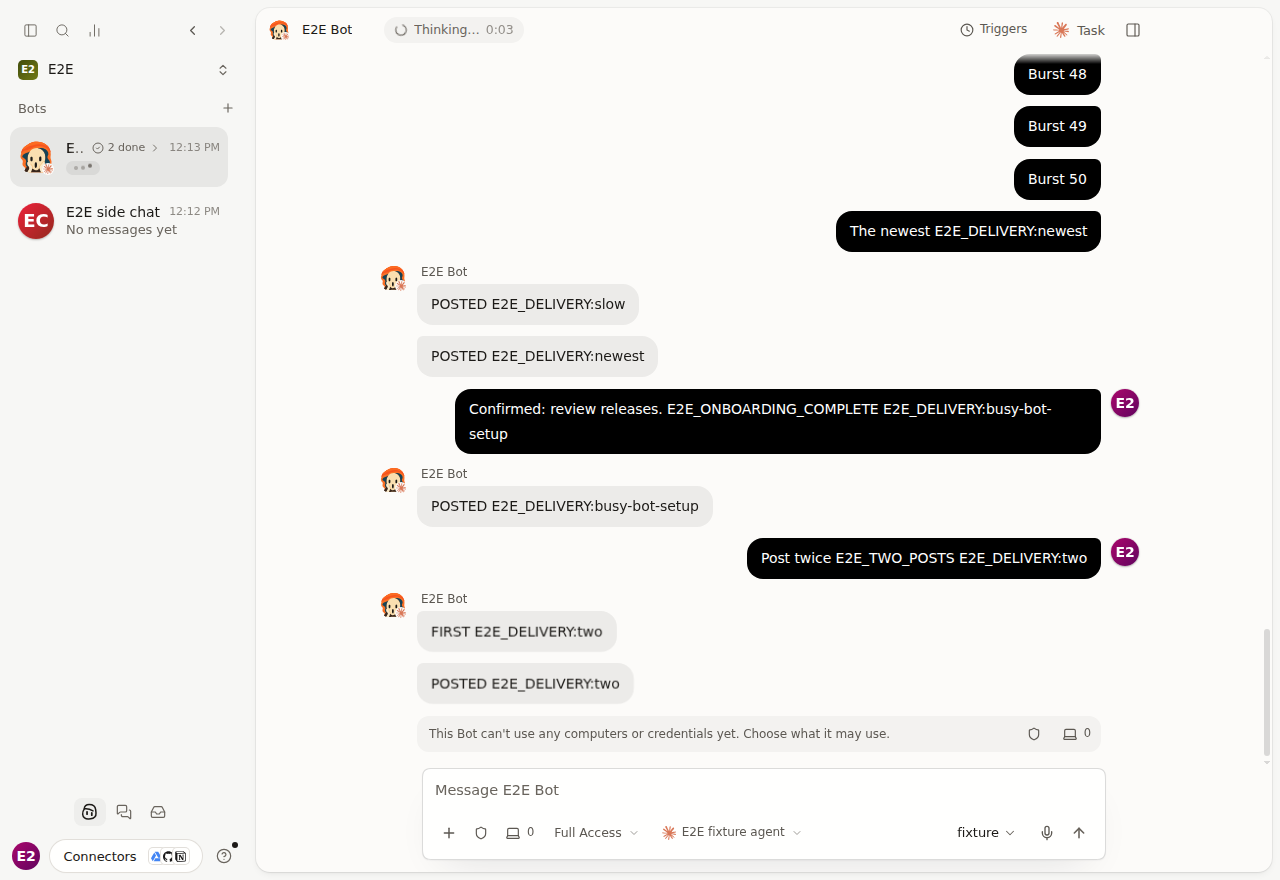 E2E Bot
Thinking... 0:03
Triggers
Task
E2 E2E
Bots
E.. 2 done 12:13 PM
EC E2E side chat 12:12 PM
No messages yet
Burst 48
Burst 49
Burst 50
The newest E2E_DELIVERY:newest
E2E Bot
POSTED E2E_DELIVERY:slow
POSTED E2E_DELIVERY:newest
Confirmed: review releases. E2E_ONBOARDING_COMPLETE E2E_DELIVERY:busy-bot-
setup
E2
E2E Bot
POSTED E2E_DELIVERY:busy-bot-setup
Post twice E2E_TWO_POSTS E2E_DELIVERY:two
E2
E2E Bot
FIRST E2E_DELIVERY:two
POSTED E2E_DELIVERY:two
This Bot can't use any computers or credentials yet. Choose what it may use. 0
Message E2E Bot
0 Full Access E2E fixture agent fixture
E2 Connectors